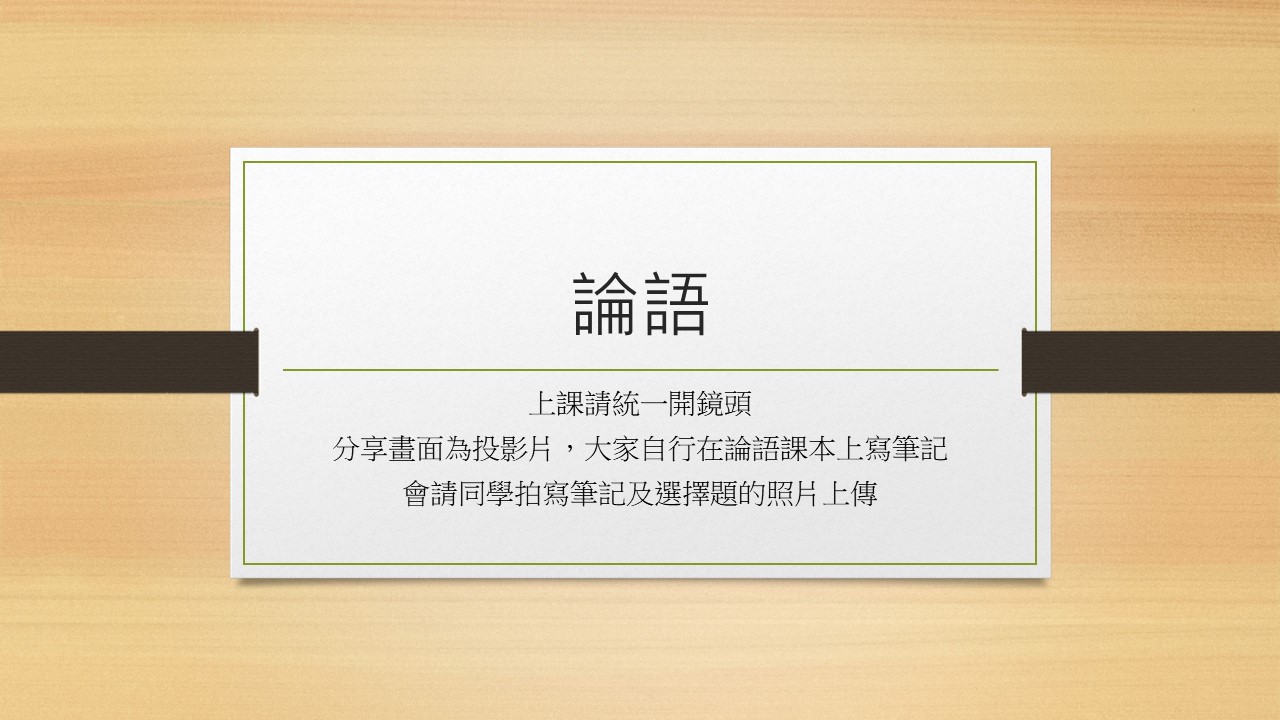 論語
上課請統一開鏡頭
分享畫面為投影片，大家自行在論語課本上寫筆記
會請同學拍寫筆記及選擇題的照片上傳